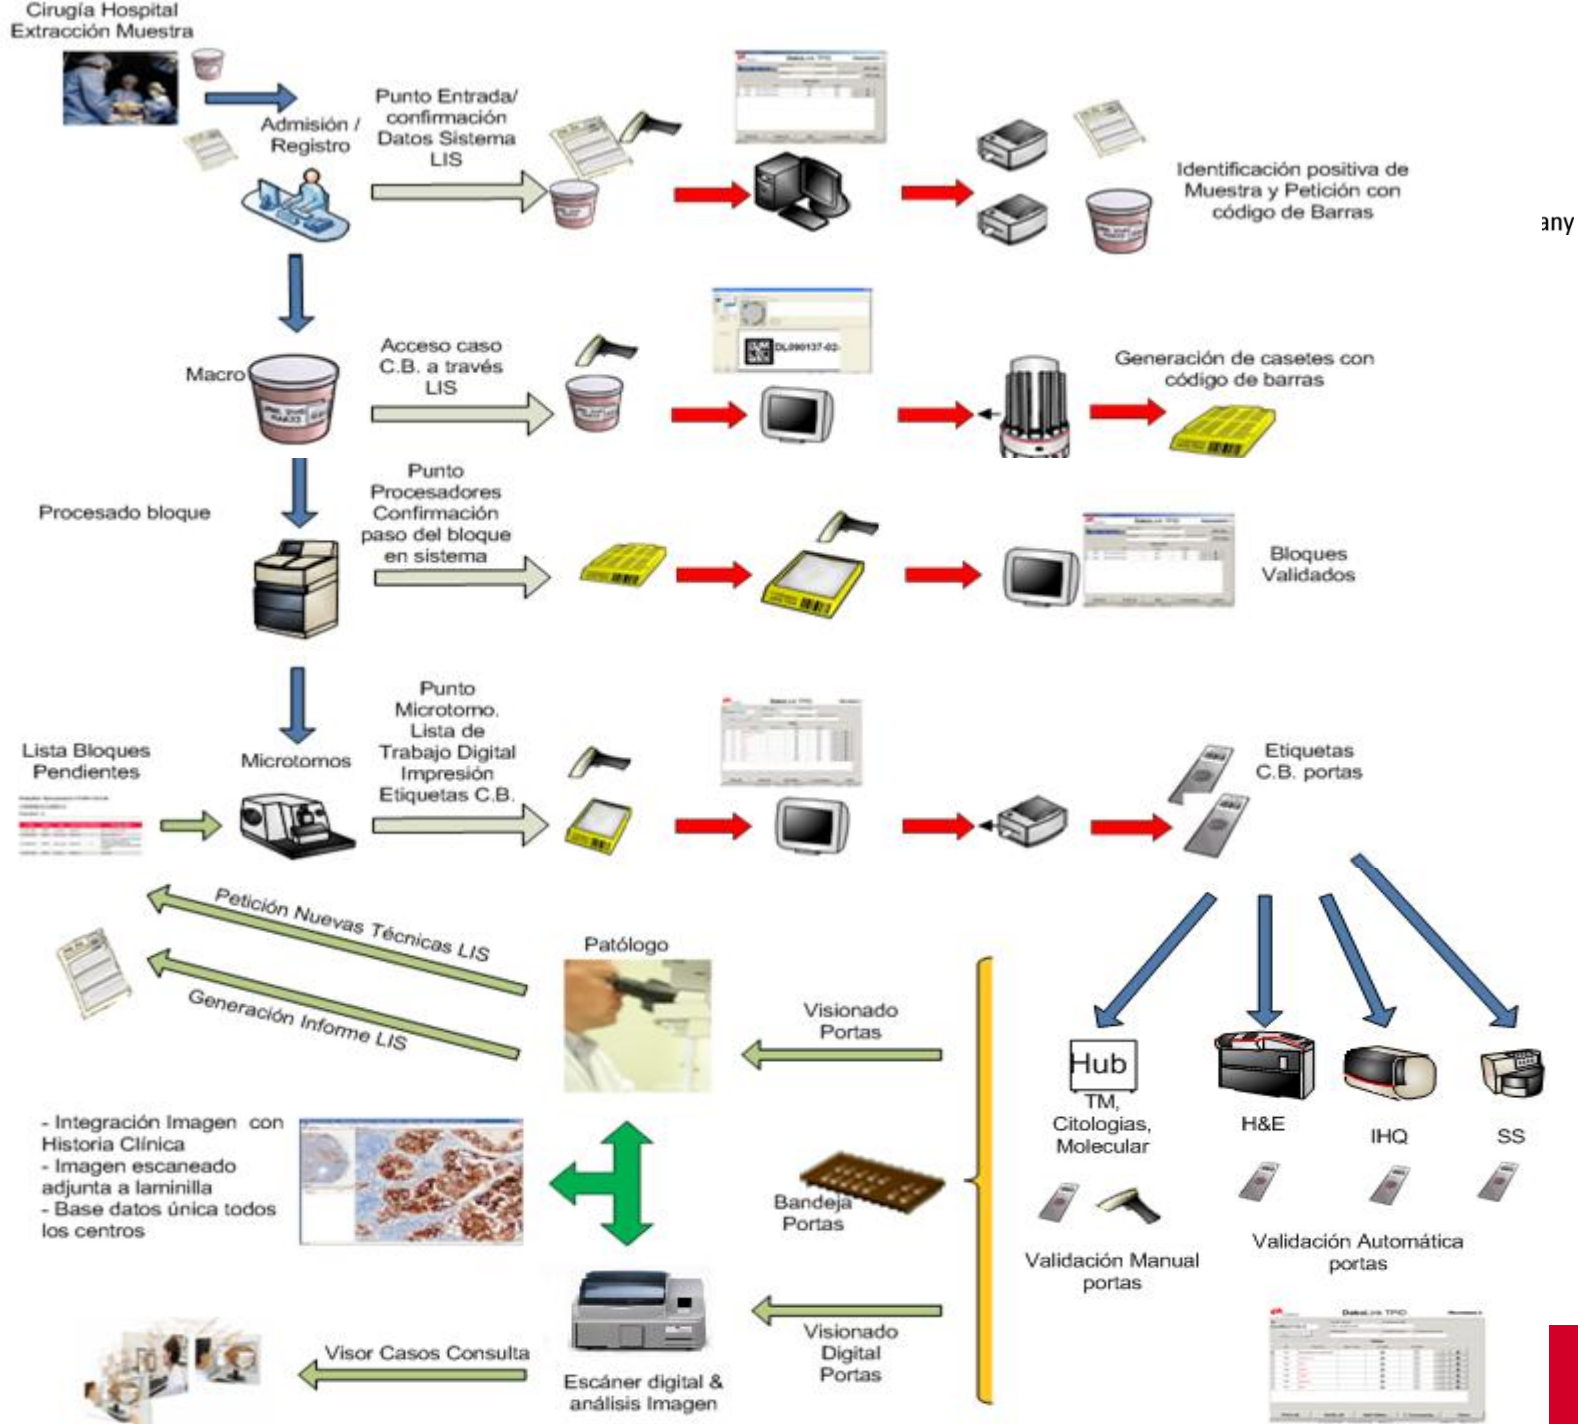 Cirugía Hospital
Extracción Muestra
Admisión /
Registro
Punto Entrada/
confirmación
Datos Sistema
LIS
Identificación positiva de
Muestra y Petición con
código de Barras
any
Macro
Acceso caso
C.B. a través
LIS
DL090137-02
Generación de casetes con
código de barras
Procesado bloque
Punto
Procesadores
Confirmación
paso del bloque
en sistema
Bloques
Validados
Lista Bloques
Pendientes
Microtomos
Punto
Microtomo.
Lista de
Trabajo Digital
Impresión
Etiquetas C.B.
Etiquetas
C.B. portas
Petición Nuevas Técnicas LIS
Generación Informe LIS
Patólogo
Visionado
Portas
Hub
TM,
Citologias,
Molecular
H&E
IHQ
SS
- Integración Imagen con
Historia Clínica
- Imagen escaneado
adjunta a laminilla
- Base datos única todos
los centros
Bandeja
Portas
Validación Manual
portas
Validación Automática
portas
Visionado
Digital
Portas
Visor Casos Consulta
Escáner digital &
análisis Imagen
DakoLink TPID